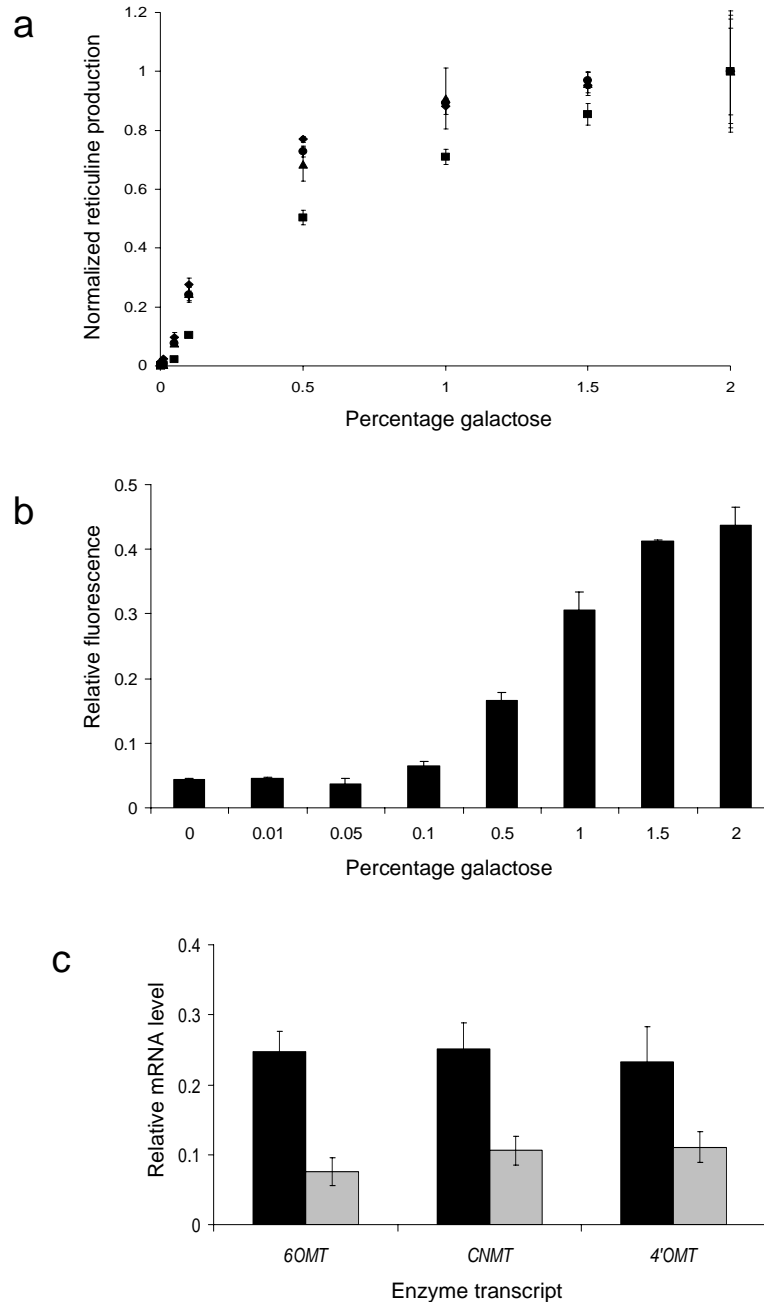 a
Normalized reticuline production
1.2
1
0.8
0.6
0.4
0.2
0
0 0.5 1 1.5 2
Percentage galactose
b
Relative fluorescence
0.5
0.4
0.3
0.2
0.1
0
0 0.01 0.05 0.1 0.5 1 1.5 2
Percentage galactose
c
Relative mRNA level
0.4
0.3
0.2
0.1
0
6OMT CNMT 4'OMT
Enzyme transcript